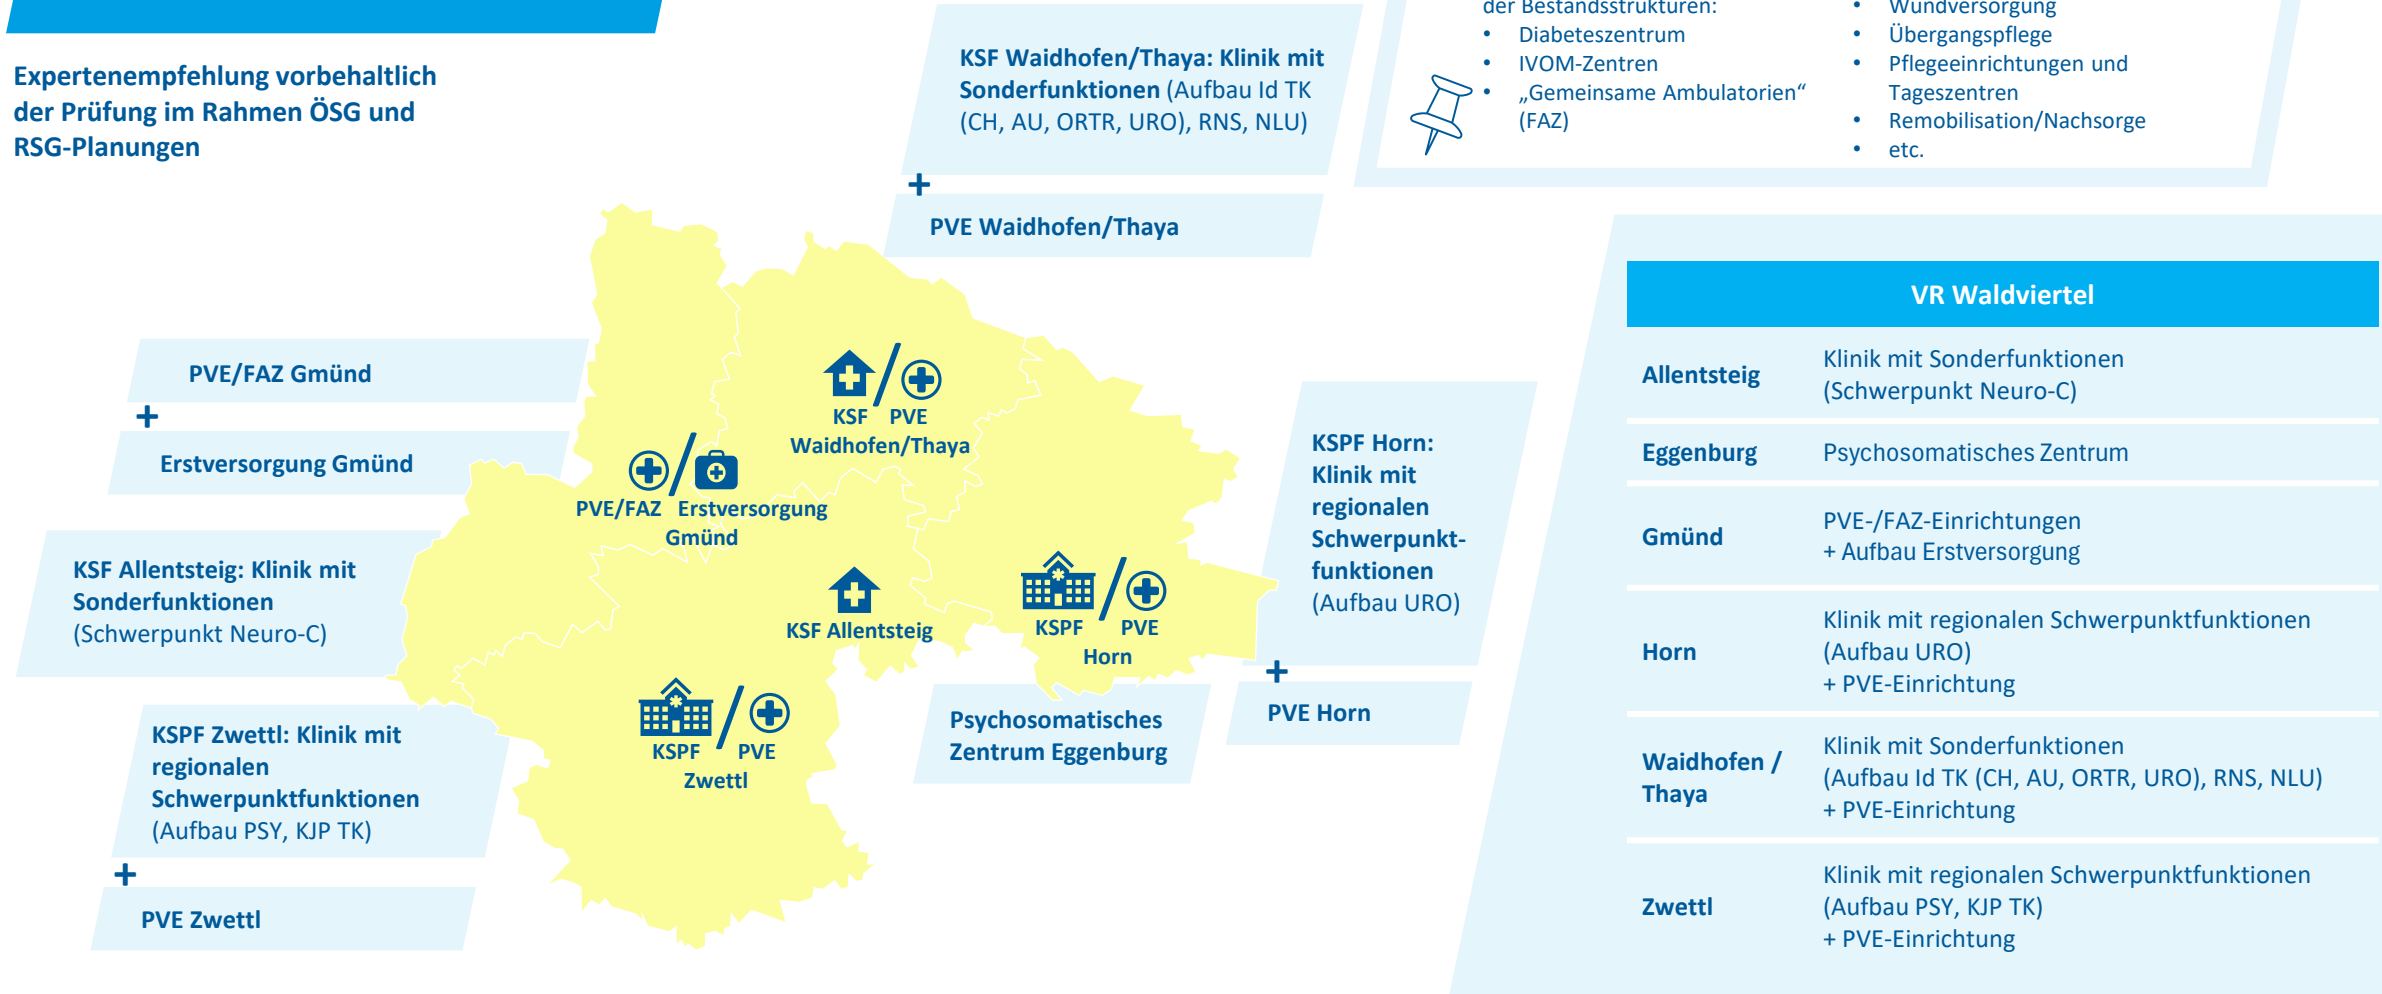 Expertenempfehlung vorbehaltlich
der Prüfung im Rahmen ÖSG und
RSG-Planungen
KSF Waidhofen/Thaya: Klinik mit
Sonderfunktionen (Aufbau Id TK
(CH, AU, ORTR, URO), RNS, NLU)
+
PVE Waidhofen/Thaya
der Bestandsstrukturen:
• Diabeteszentrum
• IVOM-Zentren
• „Gemeinsame Ambulatorien“
(FAZ)
• Wundversorgung
• Übergangspflege
• Pflegeeinrichtungen und
Tageszentren
• Remobilisation/Nachsorge
• etc.
PVE/FAZ Gmünd
+
Erstversorgung Gmünd
KSF Allentsteig: Klinik mit
Sonderfunktionen
(Schwerpunkt Neuro-C)
KSPF Zwettl: Klinik mit
regionalen
Schwerpunktfunktionen
(Aufbau PSY, KJP TK)
+
PVE Zwettl
KSF PVE
Waidhofen/Thaya
PVE/FAZ Erstversorgung
Gmünd
KSF Allentsteig
KSPF PVE
Horn
KSPF PVE
Zwettl
Psychosomatisches
Zentrum Eggenburg
KSPF Horn:
Klinik mit
regionalen
Schwerpunkt-
funktionen
(Aufbau URO)
+
PVE Horn
VR Waldviertel
Allentsteig
Klinik mit Sonderfunktionen
(Schwerpunkt Neuro-C)
Eggenburg
Psychosomatisches Zentrum
Gmünd
PVE-/FAZ-Einrichtungen
+ Aufbau Erstversorgung
Horn
Klinik mit regionalen Schwerpunktfunktionen
(Aufbau URO)
+ PVE-Einrichtung
Waidhofen /
Thaya
Klinik mit Sonderfunktionen
(Aufbau Id TK (CH, AU, ORTR, URO), RNS, NLU)
+ PVE-Einrichtung
Zwettl
Klinik mit regionalen Schwerpunktfunktionen
(Aufbau PSY, KJP TK)
+ PVE-Einrichtung